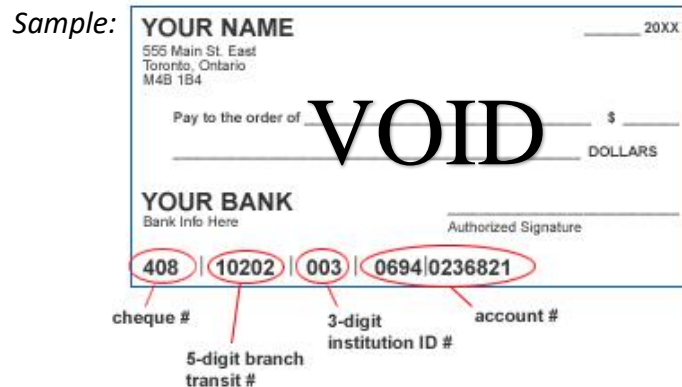 Sample:
YOUR NAME 20XX
555 Main St. East
Toronto, Ontario
M4B 1B4
Pay to the order of $
VOID
DOLLARS
YOUR BANK
Bank Info Here
Authorized Signature
408 | 10202 | 003 | 0694|0236821
cheque #
5-digit branch
transit #
3-digit
institution ID #
account #